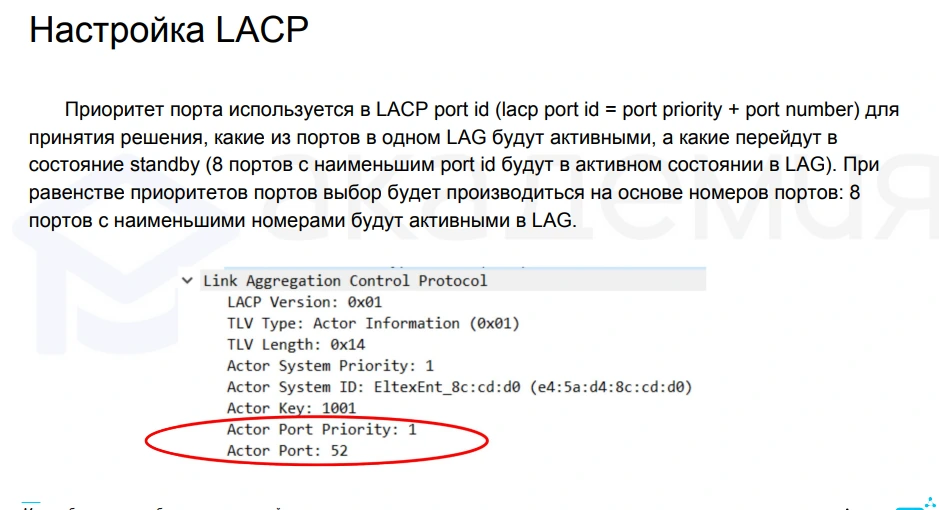 Настройка LACP
Приоритет порта используется в LACP port id (lacp port id = port priority + port number) для
принятия решения, какие из портов в одном LAG будут активными, а какие перейдут в
состояние standby (8 портов с наименьшим port id будут в активном состоянии в LAG). При
равенстве приоритетов портов выбор будет производиться на основе номеров портов: 8
портов с наименьшими номерами будут активными в LAG.
академия
Link Aggregation Control Protocol
LACP Version: 0x01
TLV Type: Actor Information (0x01)
TLV Length: 0x14
Actor System Priority: 1
Actor System ID: EltexEnt_8c:cd:d0 (e4:5a:d4:8c:cd:d0)
Actor Key: 1001
Actor Port Priority: 1
Actor Port: 52